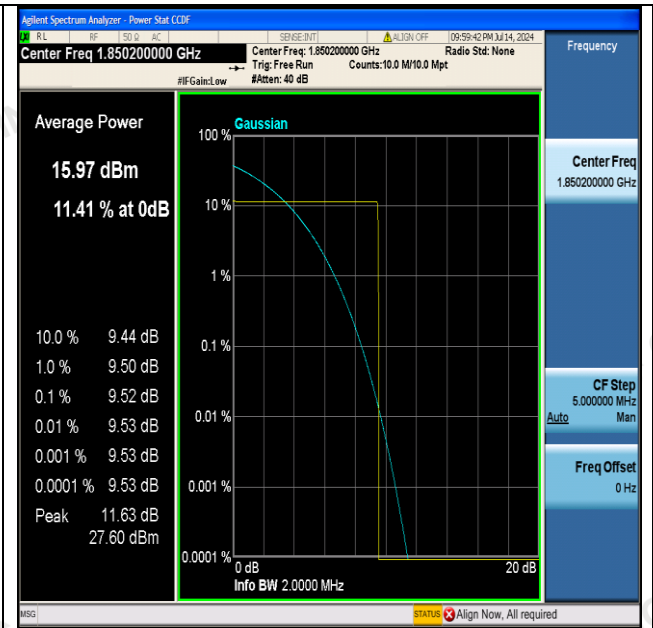 Agilent Spectrum Analyzer - Power Stat CCDF
RL RF 50 Ω AC SENSE:INT ALIGN OFF 09:59:42 PM Jul 14, 2024
Center Freq 1.850200000 GHz
Center Freq: 1.850200000 GHz Radio Std: None
Trig: Free Run Counts:10.0 M/10.0 Mpt
#IFGain:Low #Atten: 40 dB
Frequency
Average Power
15.97 dBm
11.41 % at 0dB
10.0 % 9.44 dB
1.0 % 9.50 dB
0.1 % 9.52 dB
0.01 % 9.53 dB
0.001 % 9.53 dB
0.0001 % 9.53 dB
Peak 11.63 dB
27.60 dBm
Gaussian
100 %
10 %
1 %
0.1 %
0.01 %
0.001 %
0.0001 %
0 dB 20 dB
Info BW 2.0000 MHz
Center Freq
1.850200000 GHz
CF Step
5.000000 MHz
Auto Man
Freq Offset
0 Hz
MSG STATUS Align Now, All required